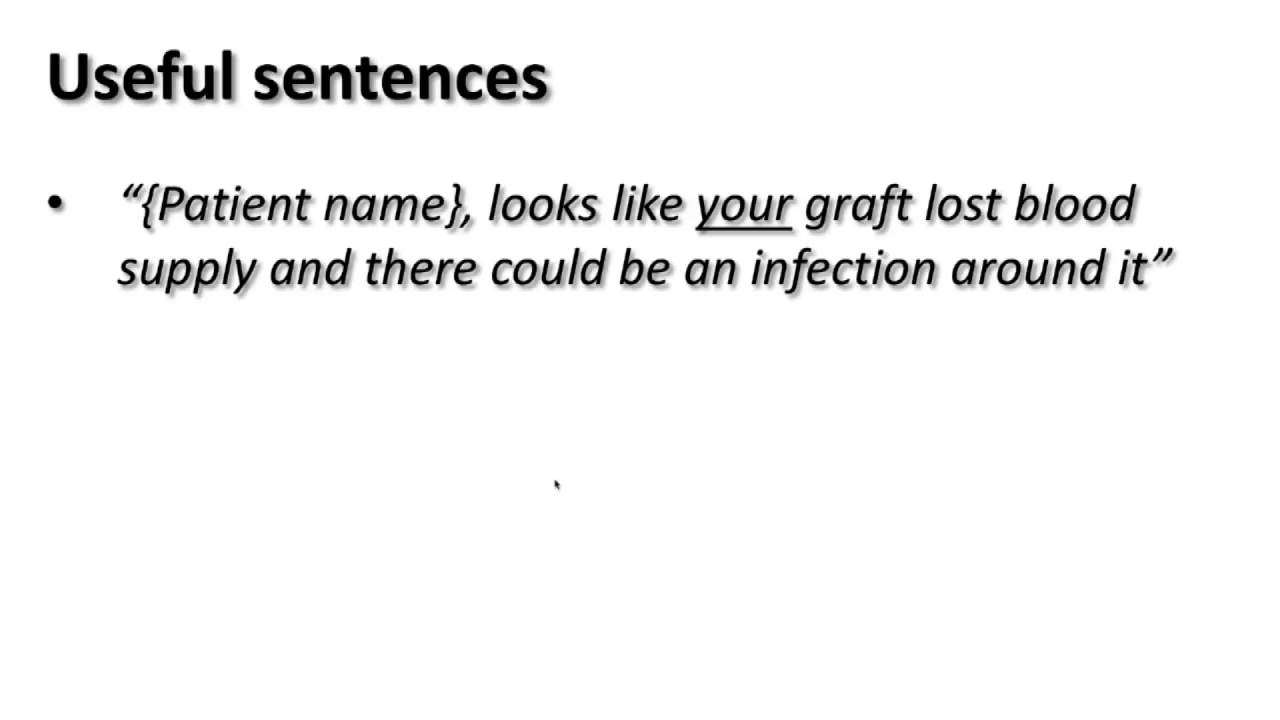 Useful sentences
• “{Patient name}, looks like your graft lost blood
supply and there could be an infection around it”